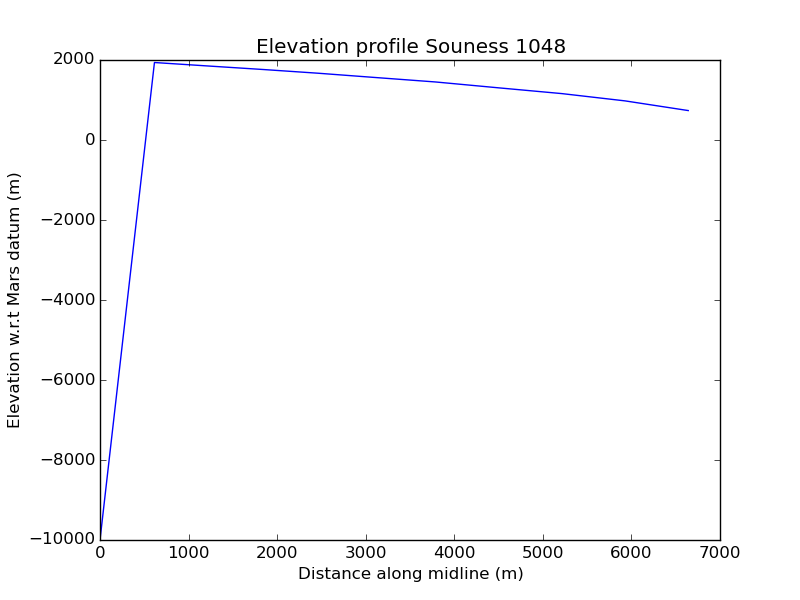 Elevation profile Souness 1048
2000
0
−2000
−4000
−6000
−8000
−10000
Elevation w.r.t Mars datum (m)
0 1000 2000 3000 4000 5000 6000 7000
Distance along midline (m)